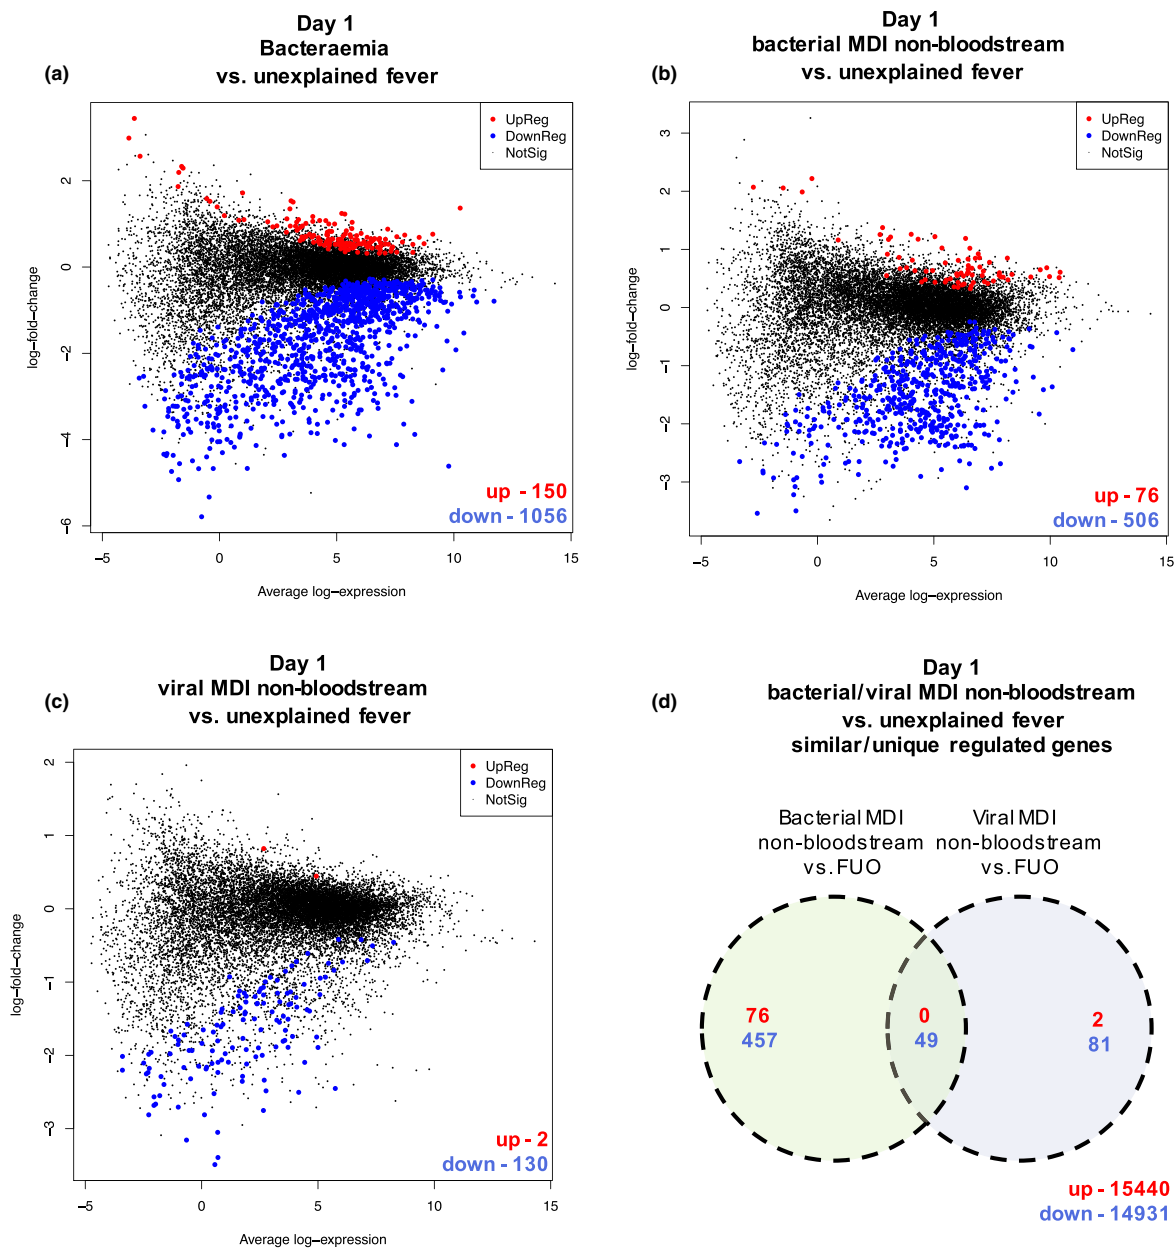 Day 1
Bacteraemia
(a)
vs. unexplained fever
UpReg
DownReg
NotSig
2
0
−2
−4
−6
log−fold−change
up - 150
down - 1056
−5
0
5
10
15
Average log−expression
Day 1
bacterial MDI non-bloodstream
(b)
vs. unexplained fever
UpReg
DownReg
NotSig
3
2
1
0
−1
−2
−3
log−fold−change
up - 76
down - 506
−5
0
5
10
15
Average log−expression
Day 1
viral MDI non-bloodstream
(c)
vs. unexplained fever
UpReg
DownReg
NotSig
2
1
0
−1
−2
−3
log−fold−change
up - 2
down - 130
−5
0
5
10
15
Average log−expression
Day 1
(d)
bacterial/viral MDI non-bloodstream
vs. unexplained fever
similar/unique regulated genes
Bacterial MDI
non-bloodstream
vs. FUO
Viral MDI
non-bloodstream
vs. FUO
76
457
0
49
2
81
up - 15440
down - 14931